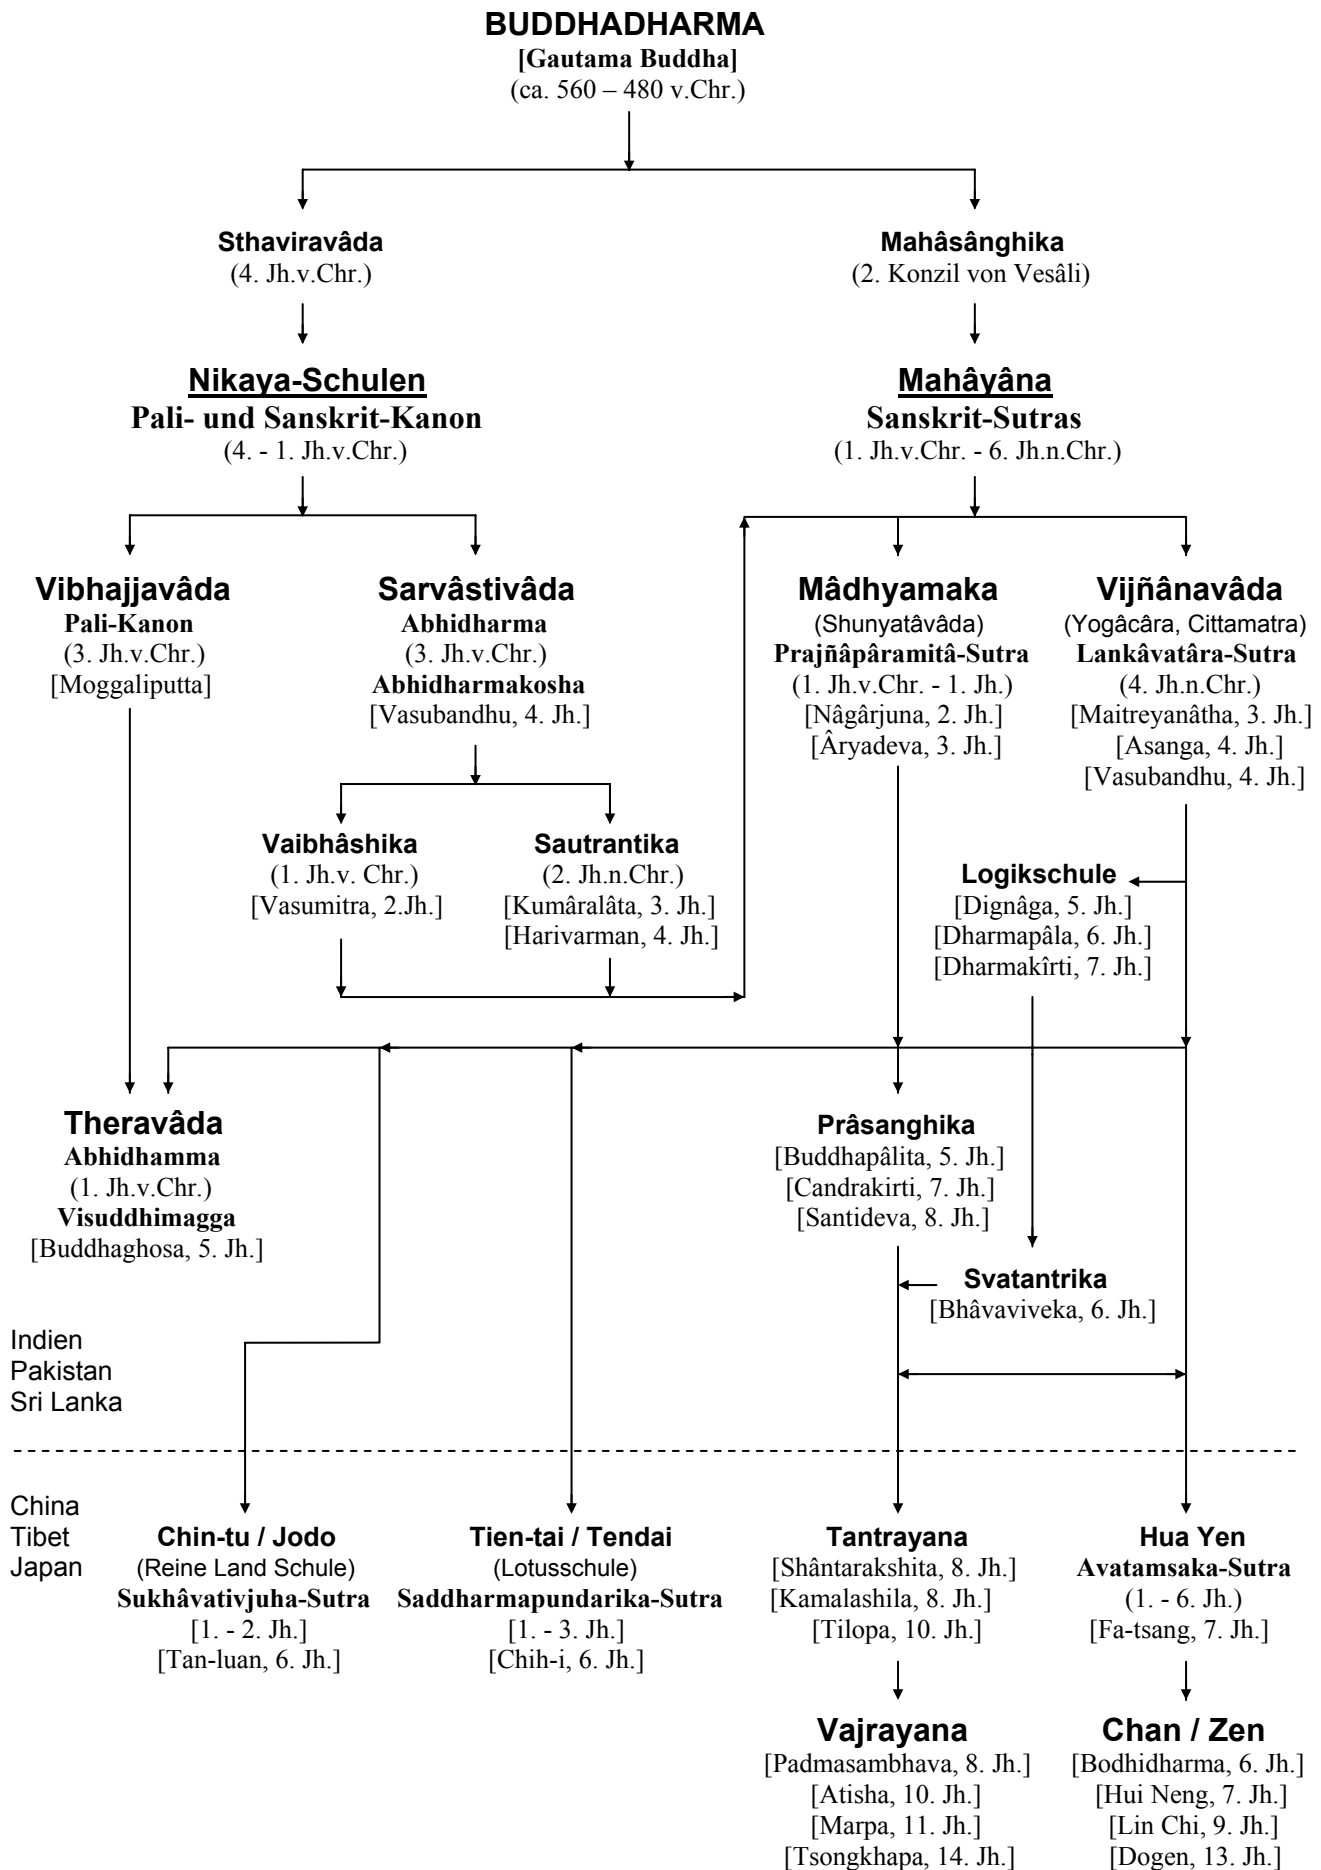 BUDDHADHARMA
[Gautama Buddha]
(ca. 560 – 480 v.Chr.)
Sthaviravâda
(4. Jh.v.Chr.)
Mahâsânghika
(2. Konzil von Vesâli)
Nikaya-Schulen
Pali- und Sanskrit-Kanon
(4. - 1. Jh.v.Chr.)
Mahâyâna
Sanskrit-Sutras
(1. Jh.v.Chr. - 6. Jh.n.Chr.)
Vibhajjavâda
Pali-Kanon
(3. Jh.v.Chr.)
[Moggaliputta]
Sarvâstivâda
Abhidharma
(3. Jh.v.Chr.)
Abhidharmakosha
[Vasubandhu, 4. Jh.]
Mâdhyamaka
(Shunyatâvâda)
Prajñâpâramitâ-Sutra
(1. Jh.v.Chr. - 1. Jh.)
[Nâgârjuna, 2. Jh.]
[Âryadeva, 3. Jh.]
Vijñânavâda
(Yogâcâra, Cittamatra)
Lankâvatâra-Sutra
(4. Jh.n.Chr.)
[Maitreyanâtha, 3. Jh.]
[Asanga, 4. Jh.]
[Vasubandhu, 4. Jh.]
Vaibhâshika
(1. Jh.v. Chr.)
[Vasumitra, 2.Jh.]
Sautrantika
(2. Jh.n.Chr.)
[Kumâralâta, 3. Jh.]
[Harivarman, 4. Jh.]
Logikschule
[Dignâga, 5. Jh.]
[Dharmapâla, 6. Jh.]
[Dharmakîrti, 7. Jh.]
Theravâda
Abhidhamma
(1. Jh.v.Chr.)
Visuddhimagga
[Buddhaghosa, 5. Jh.]
Prâsanghika
[Buddhapâlita, 5. Jh.]
[Candrakirti, 7. Jh.]
[Santideva, 8. Jh.]
Svatantrika
[Bhâvaviveka, 6. Jh.]
Indien
Pakistan
Sri Lanka
China
Tibet
Japan
Chin-tu / Jodo
(Reine Land Schule)
Sukhâvativjuha-Sutra
[1. - 2. Jh.]
[Tan-luan, 6. Jh.]
Tien-tai / Tendai
(Lotusschule)
Saddharmapundarika-Sutra
[1. - 3. Jh.]
[Chih-i, 6. Jh.]
Tantrayana
[Shântarakshita, 8. Jh.]
[Kamalashila, 8. Jh.]
[Tilopa, 10. Jh.]
Hua Yen
Avatamsaka-Sutra
(1. - 6. Jh.)
[Fa-tsang, 7. Jh.]
Vajrayana
[Padmasambhava, 8. Jh.]
[Atisha, 10. Jh.]
[Marpa, 11. Jh.]
[Tsongkhapa, 14. Jh.]
Chan / Zen
[Bodhidharma, 6. Jh.]
[Hui Neng, 7. Jh.]
[Lin Chi, 9. Jh.]
[Dogen, 13. Jh.]